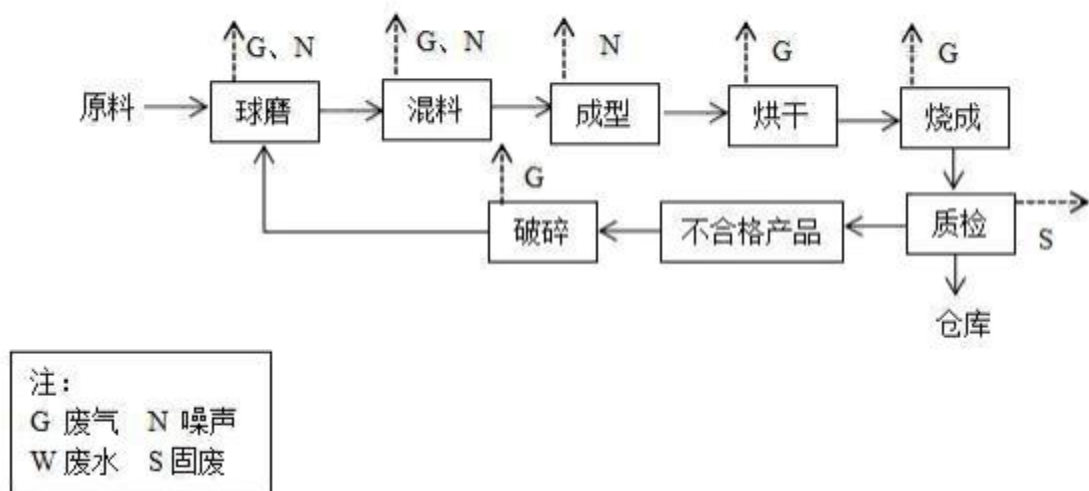 G、N
G、N
N
G
G
原料
球磨
混料
成型
烘干
烧成
G
破碎
不合格产品
质检
S
仓库
注：
G 废气 N 噪声
W 废水 S 固废